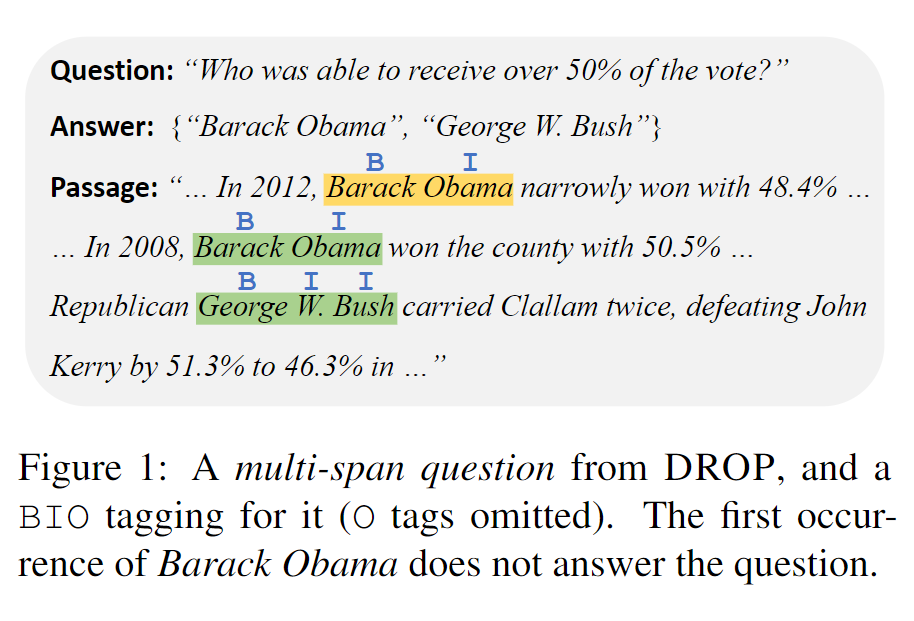 Question: “Who was able to receive over 50% of the vote?”
Answer: {“Barack Obama”, “George W. Bush”}
B I
Passage: “... In 2012, Barack Obama narrowly won with 48.4% ...
B I
... In 2008, Barack Obama won the county with 50.5% ...
B I I
Republican George W. Bush carried Clallam twice, defeating John
Kerry by 51.3% to 46.3% in ...”
Figure 1: A multi-span question from DROP, and a
BIO tagging for it (O tags omitted). The first occur-
rence of Barack Obama does not answer the question.